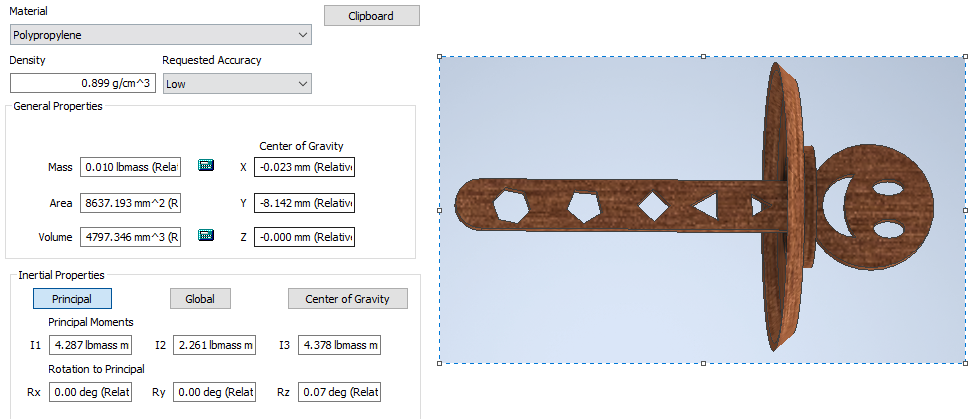 Material
Clipboard
Polypropylene
Density
Requested Accuracy
0.899 g/cm^3
Low
General Properties
Center of Gravity
Mass
0.010 lbmass (Rela
X
-0.023 mm (Relative
Area
8637.193 mm^2 (R
Y
-8.142 mm (Relative
Volume
4797.346 mm^3 (R
Z
-0.000 mm (Relative
Inertial Properties
Principal
Global
Center of Gravity
Principal Moments
I1
4.287 lbmass m
I2
2.261 lbmass m
I3
4.378 lbmass m
Rotation to Principal
Rx
0.00 deg (Relat
Ry
0.00 deg (Relat
Rz
0.07 deg (Relat